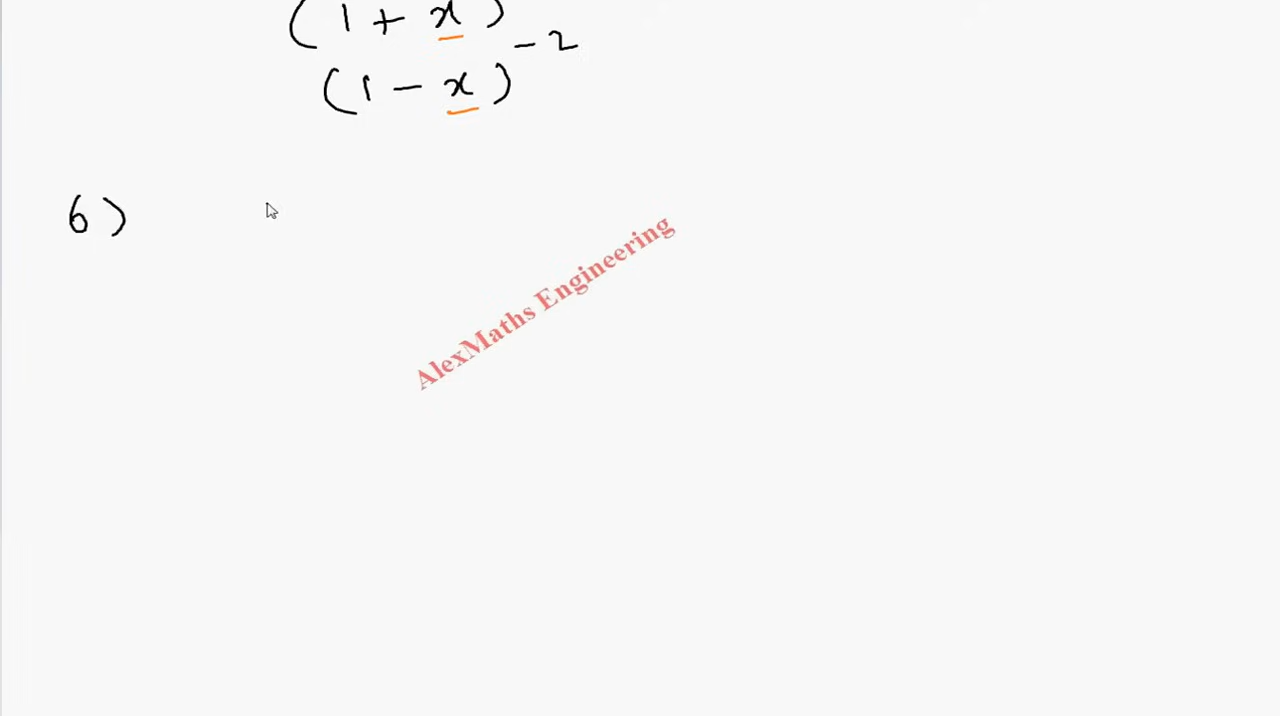 (1 + x)
(1 - x)^{-2}
6)
AlexMaths Engineering